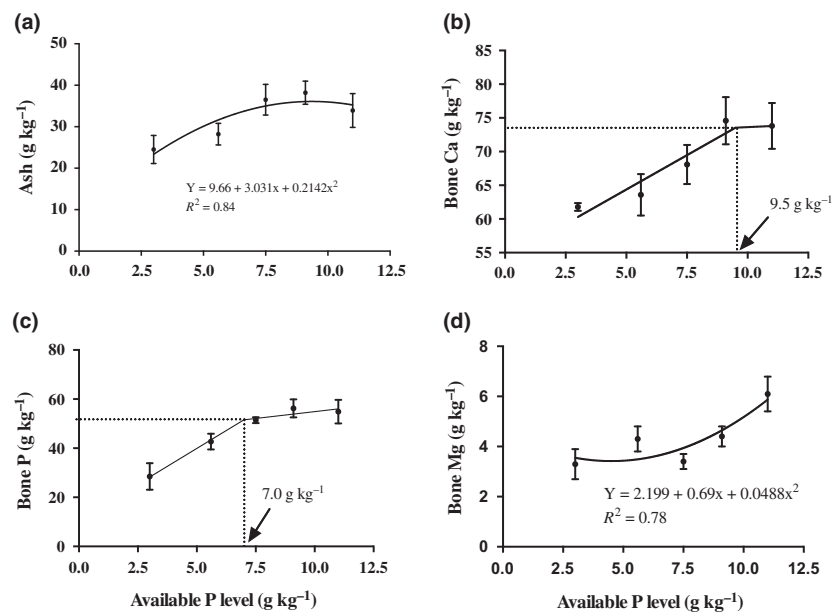 (a)
50
40
30
20
10
0
Ash (g kg⁻¹)
Y = 9.66 + 3.031x + 0.2142x²
R² = 0.84
0.0 2.5 5.0 7.5 10.0 12.5
(b)
85
80
75
70
65
60
55
Bone Ca (g kg⁻¹)
9.5 g kg⁻¹
0.0 2.5 5.0 7.5 10.0 12.5
(c)
80
60
40
20
0
Bone P (g kg⁻¹)
7.0 g kg⁻¹
0.0 2.5 5.0 7.5 10.0 12.5
Available P level (g kg⁻¹)
(d)
8
6
4
2
0
Bone Mg (g kg⁻¹)
Y = 2.199 + 0.69x + 0.0488x²
R² = 0.78
0.0 2.5 5.0 7.5 10.0 12.5
Available P level (g kg⁻¹)